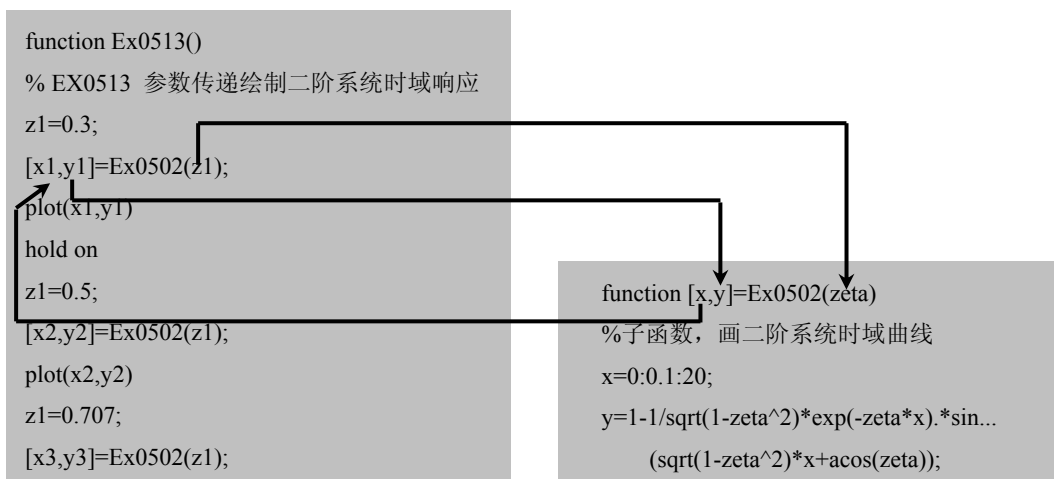 function Ex0513()
% EX0513 参数传递绘制二阶系统时域响应
z1=0.3;
[x1,y1]=Ex0502(z1);
plot(x1,y1)
hold on
z1=0.5;
[x2,y2]=Ex0502(z1);
plot(x2,y2)
z1=0.707;
[x3,y3]=Ex0502(z1);
function [x,y]=Ex0502(zeta)
%子函数，画二阶系统时域曲线
x=0:0.1:20;
y=1-1/sqrt(1-zeta^2)*exp(-zeta*x).*sin...
(sqrt(1-zeta^2)*x+acos(zeta));